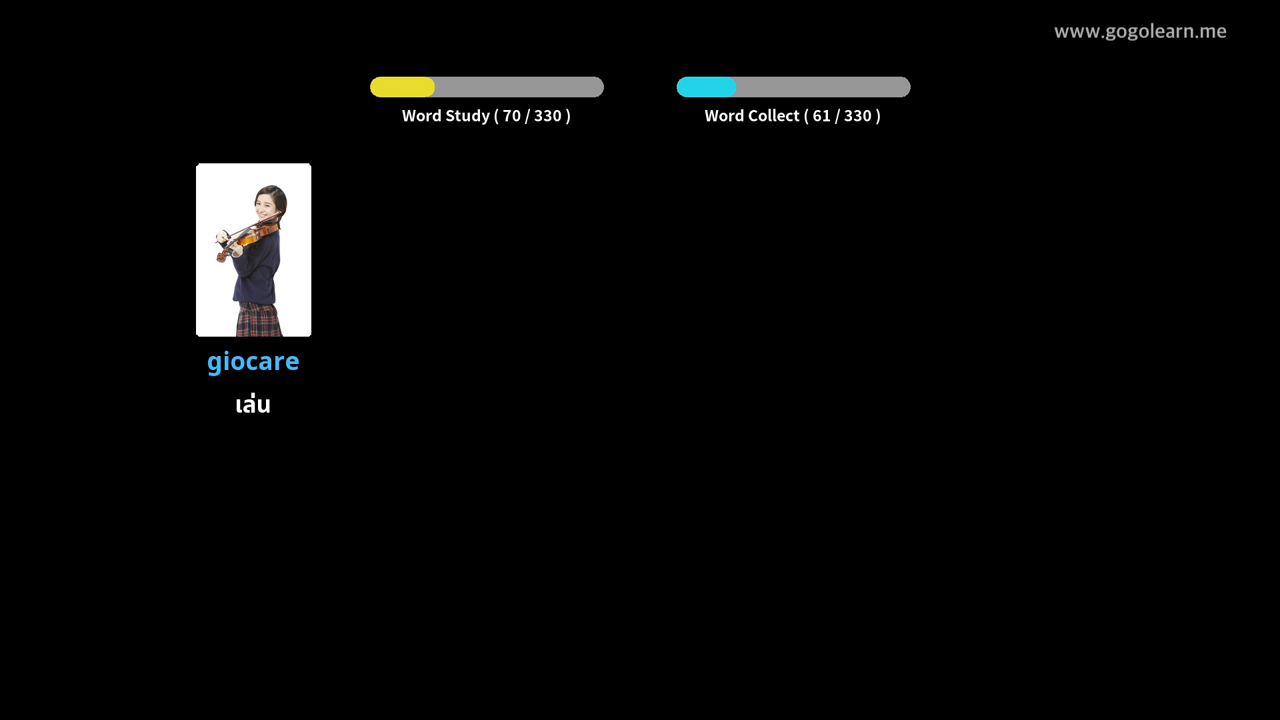 www.gogolearn.me
Word Study ( 70 / 330 )
Word Collect ( 61 / 330 )
giocare
เล่น